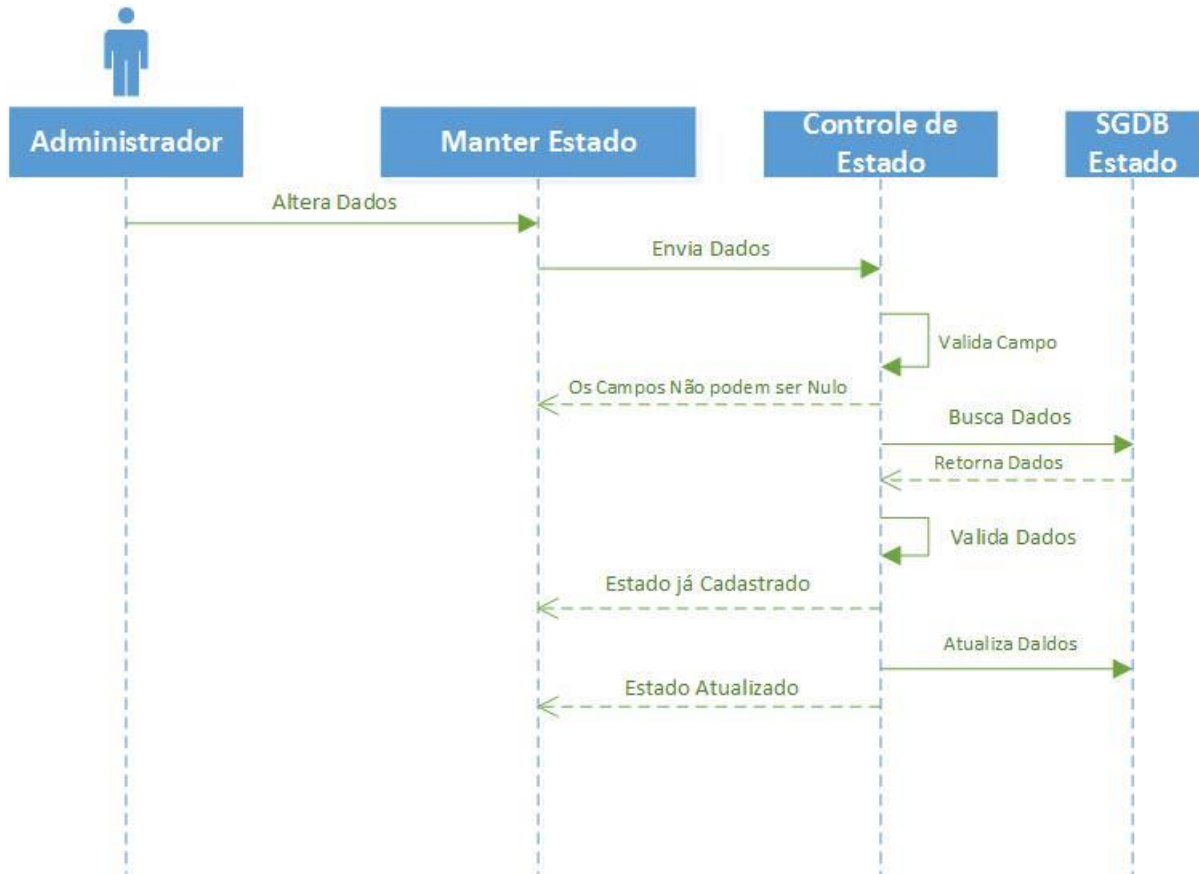 Administrador
Manter Estado
Controle de
Estado
SGDB
Estado
Altera Dados
Envia Dados
Valida Campo
Os Campos Não podem ser Nulo
Busca Dados
Retorna Dados
Valida Dados
Estado já Cadastrado
Atualiza Daldos
Estado Atualizado